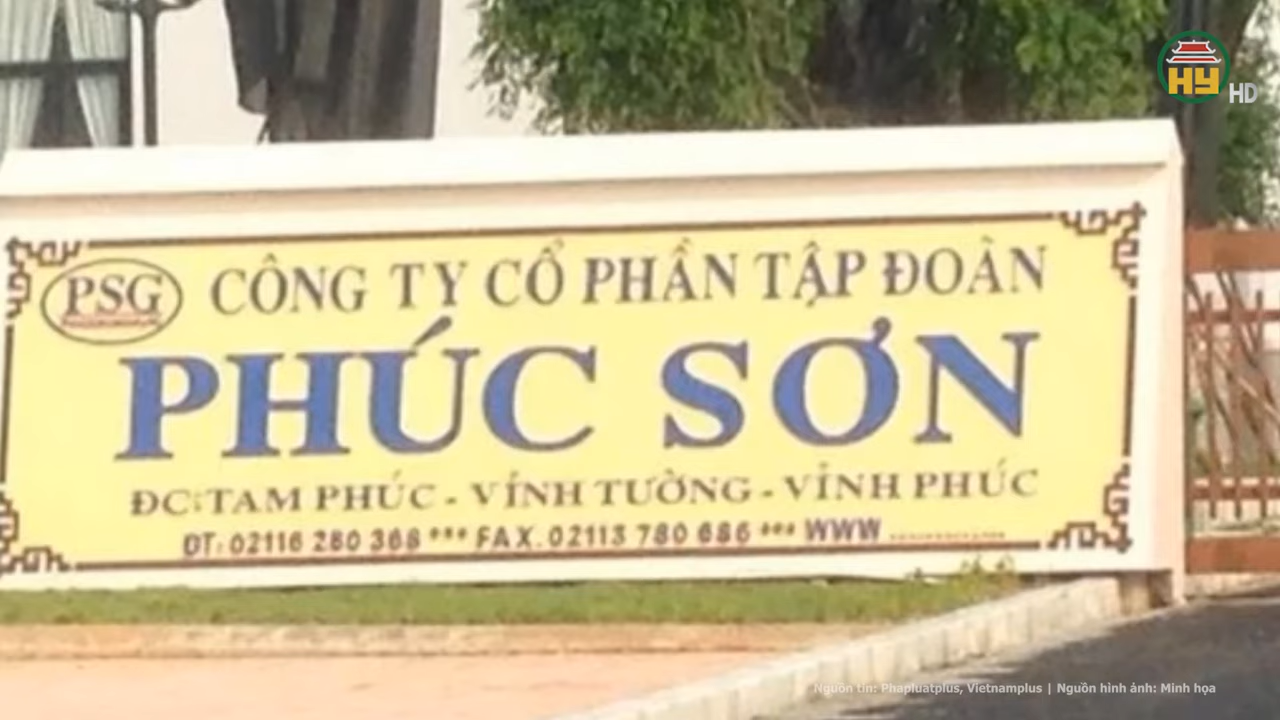 HY HD
PSG
CÔNG TY CỔ PHẦN TẬP ĐOÀN
PHÚC SƠN
ĐC: TAM PHÚC - VĨNH TƯỜNG - VĨNH PHÚC
ĐT: 02116 280 368 *** FAX. 02113 780 686 *** WWW
Nguồn tin: Phapluatplus, Vietnamplus | Nguồn hình ảnh: Minh họa